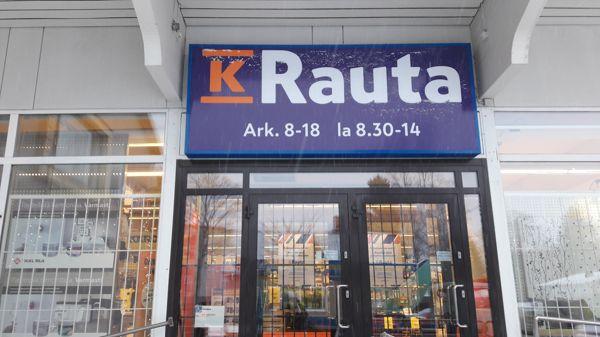 K Rauta
Ark. 8-18 la 8.30-14